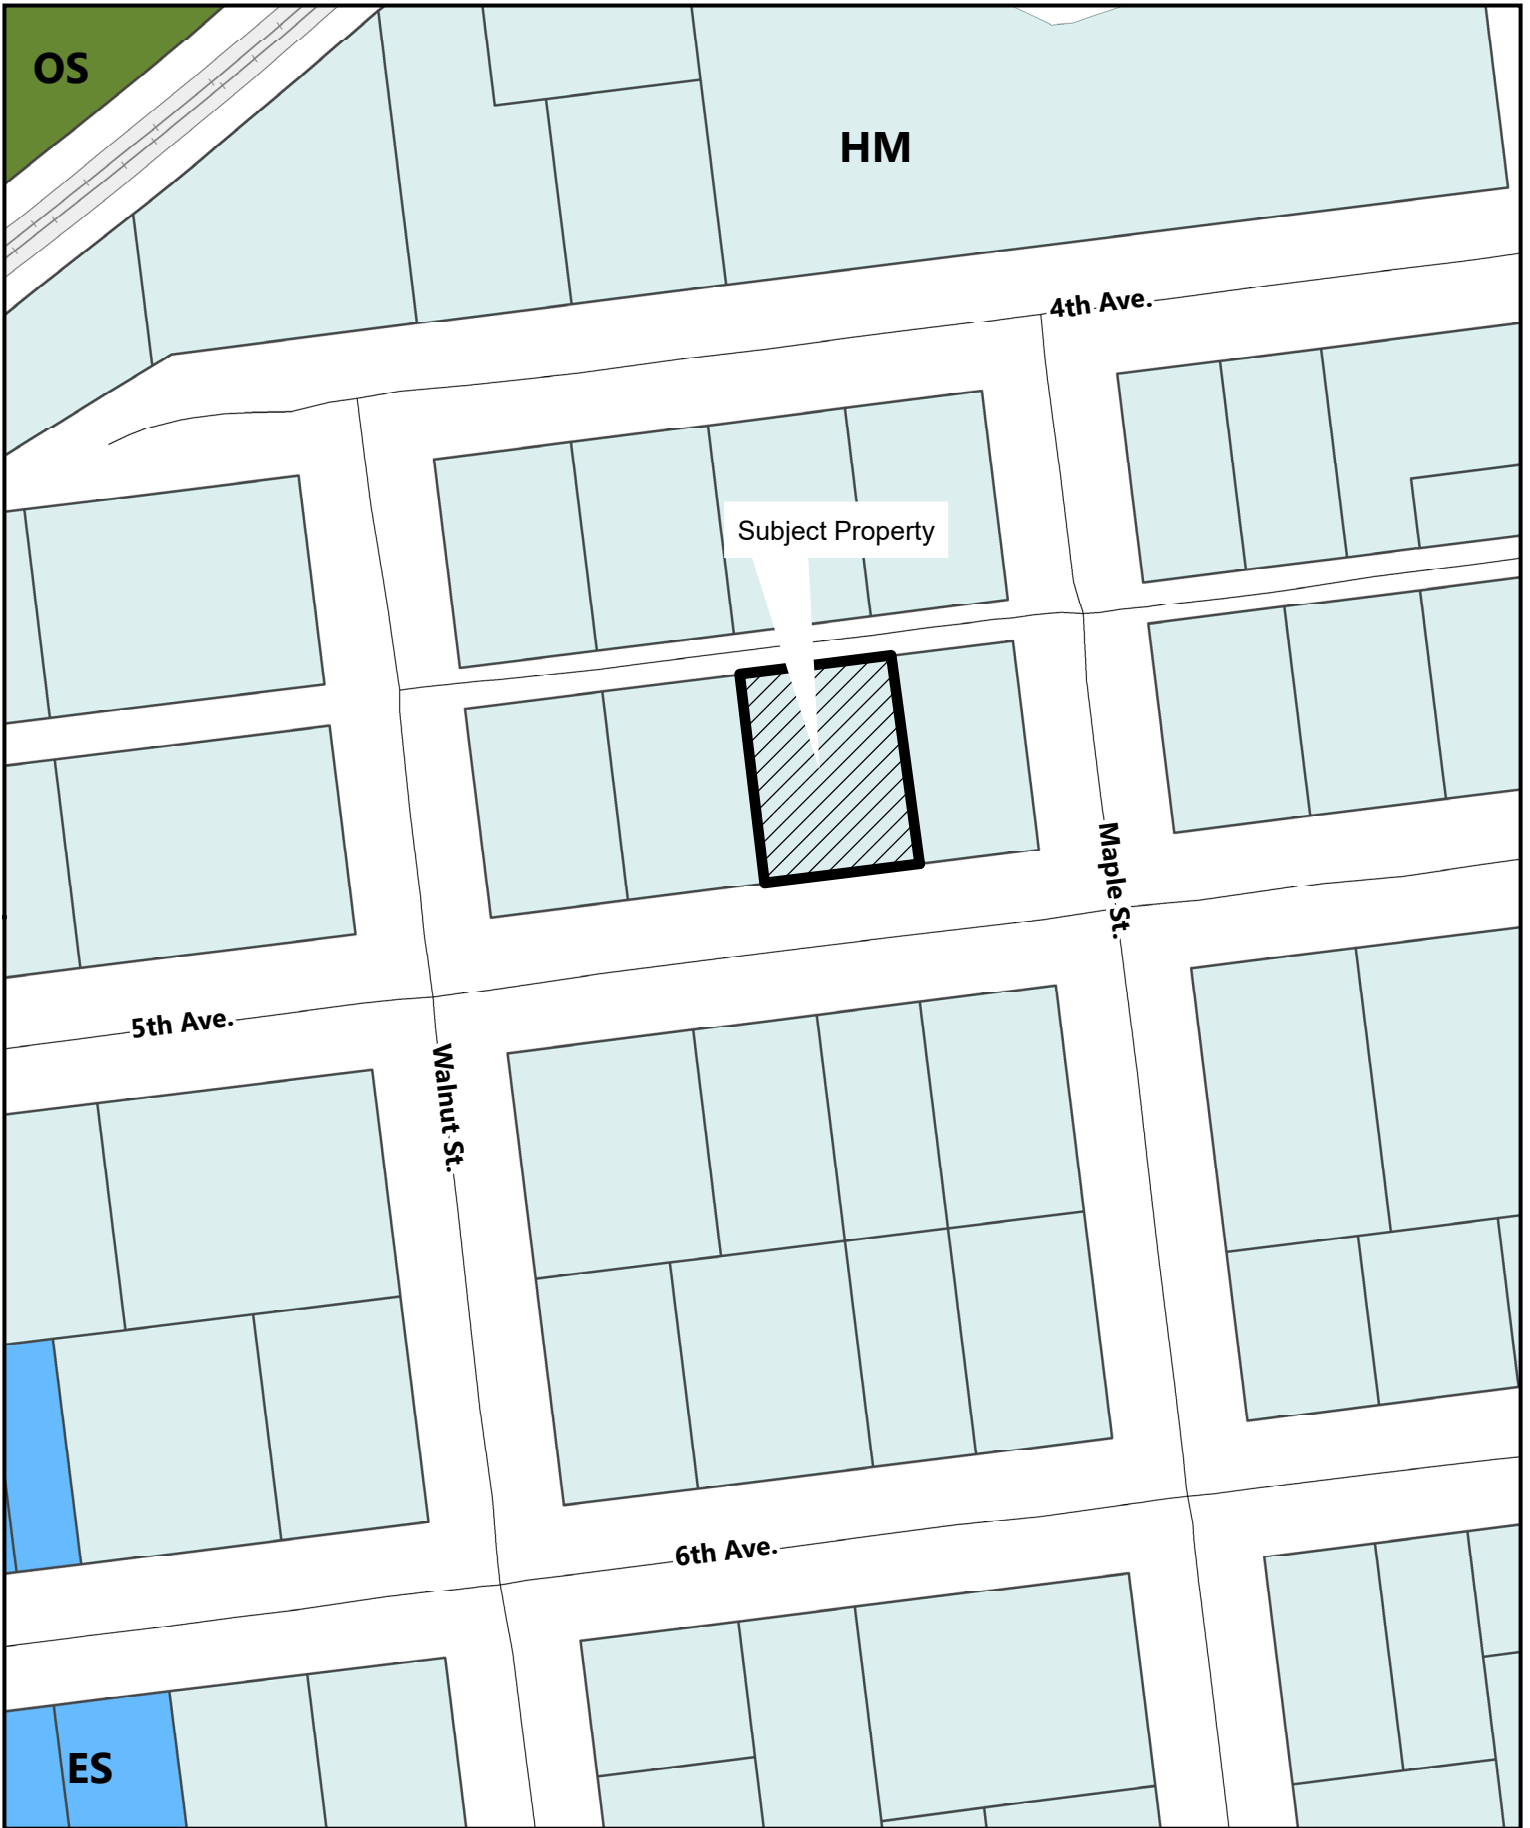 OS
HM
4th Ave.
Subject Property
Maple St.
5th Ave.
Walnut St.
6th Ave.
ES